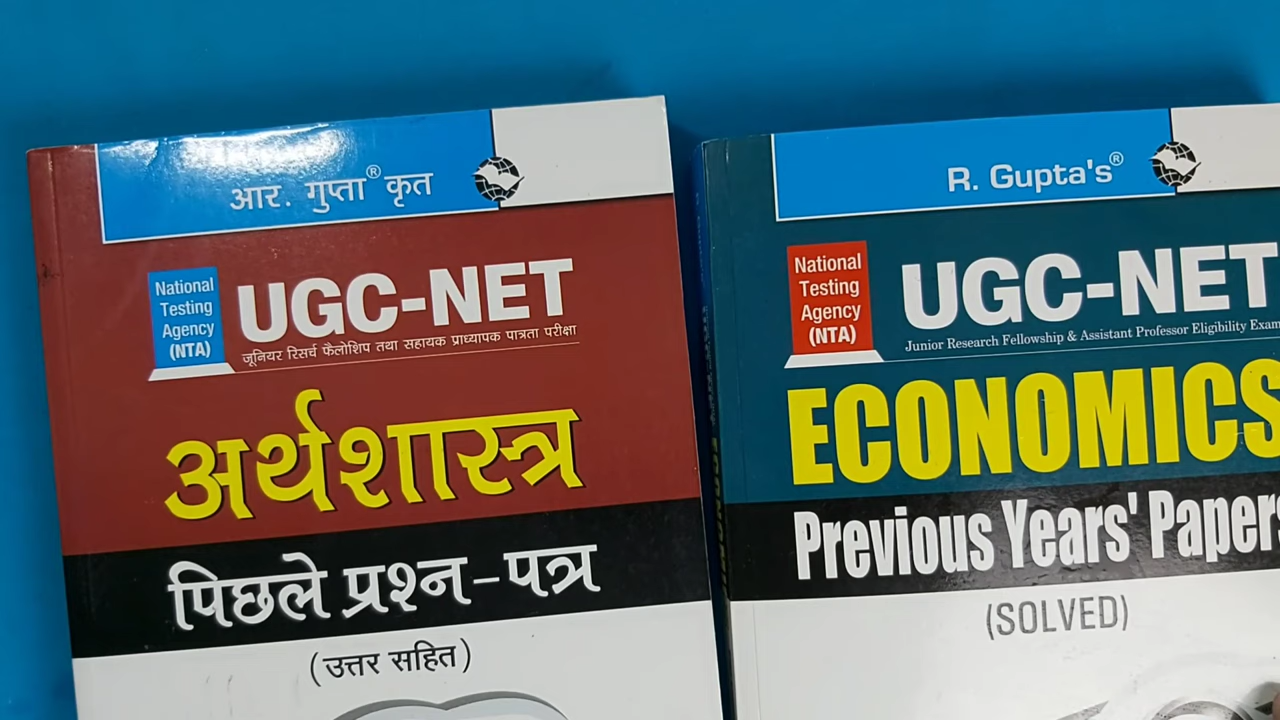 आर. गुप्ता® कृत
National
Testing
Agency
(NTA)
UGC-NET
जूनियर रिसर्च फैलोशिप तथा सहायक प्राध्यापक पात्रता परीक्षा
अर्थशास्त्र
पिछले प्रश्न-पत्र
(उत्तर सहित)
R. Gupta's®
National
Testing
Agency
(NTA)
UGC-NET
Junior Research Fellowship & Assistant Professor Eligibility Exam
ECONOMICS
Previous Years' Papers
(SOLVED)